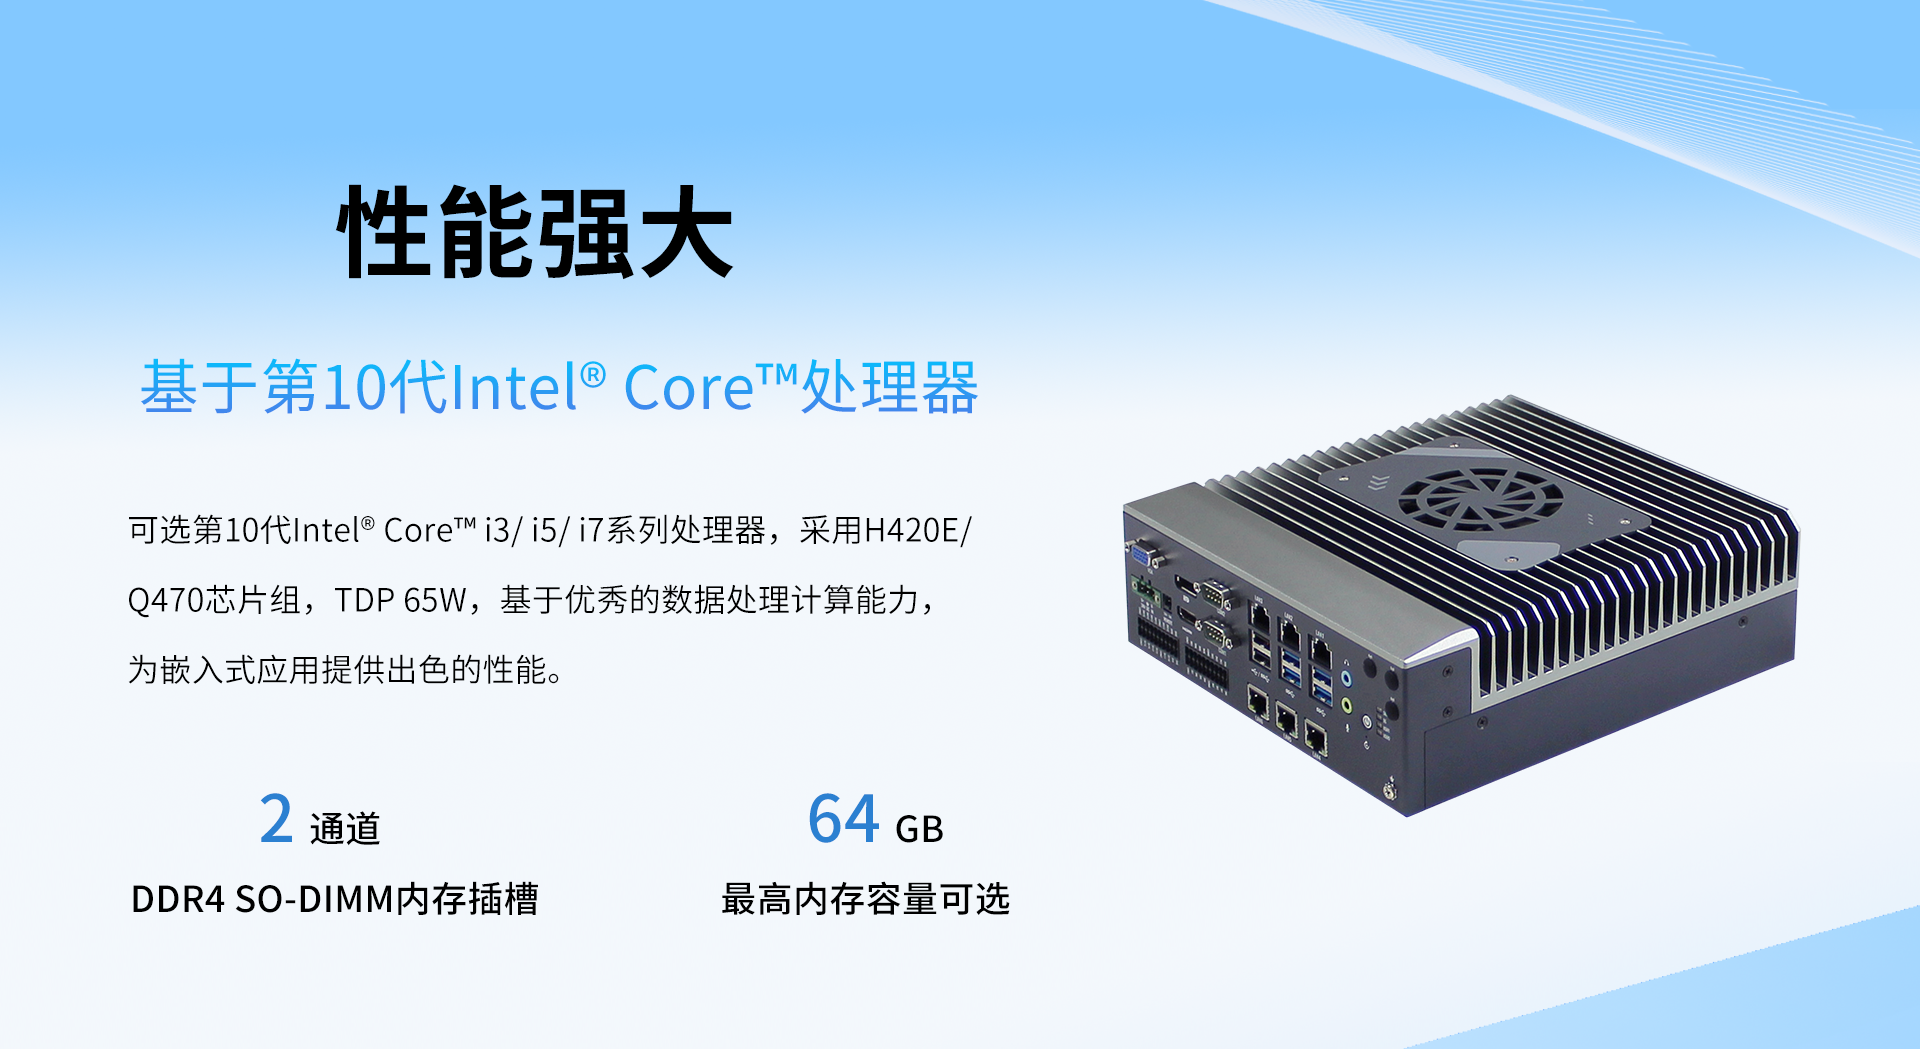 性能强大
基于第10代Intel® Core™处理器
可选第10代Intel® Core™ i3/ i5/ i7系列处理器，采用H420E/
Q470芯片组，TDP 65W，基于优秀的数据处理计算能力，
为嵌入式应用提供出色的性能。
2 通道
DDR4 SO-DIMM内存插槽
64 GB
最高内存容量可选